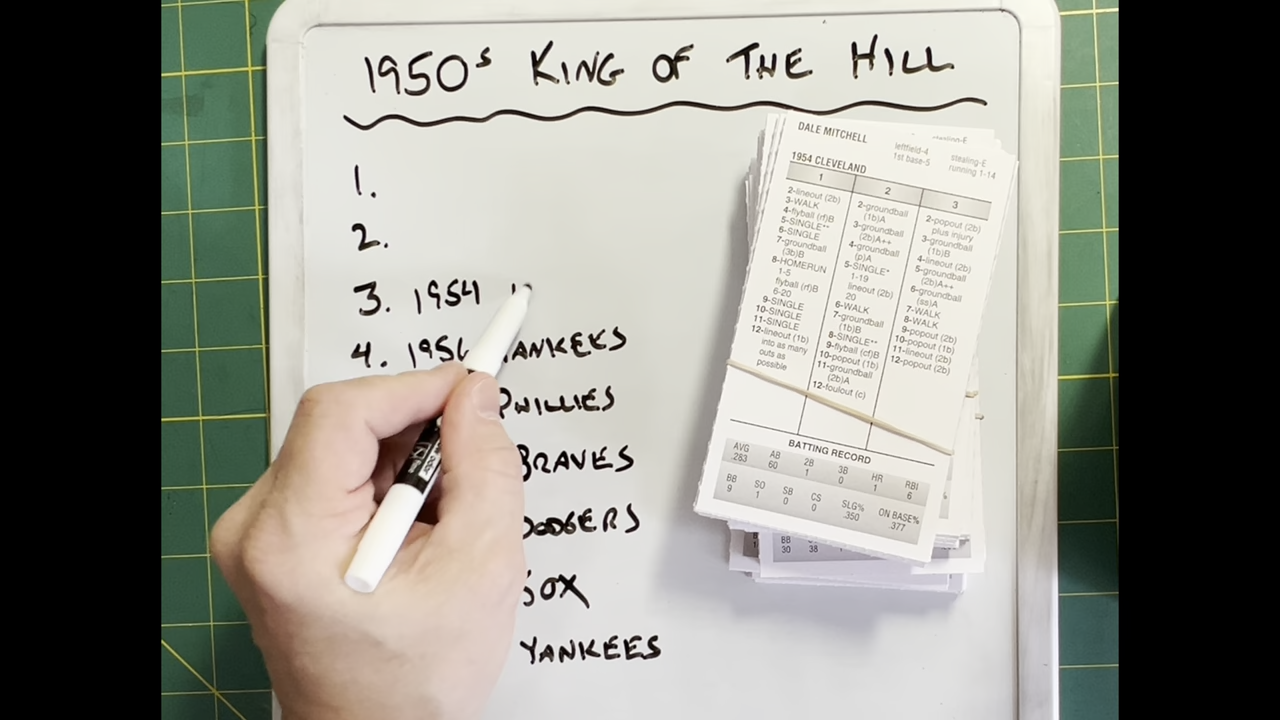 1950s KING OF THE HILL
1.
2.
3. 1954
4. 1956 YANKEES
PHILLIES
BRAVES
DODGERS
SOX
YANKEES
DALE MITCHELL
leftfield-4
1st base-5
stealing-E
running 1-14
1954 CLEVELAND
1
2-lineout (2b)
3-WALK
4-flyball (rf)B
5-SINGLE**
6-SINGLE
7-groundball
(3b)B
8-HOMERUN
1-5
flyball (rf)B
6-20
9-SINGLE
10-SINGLE
11-SINGLE
12-lineout (1b)
into as many
outs as
possible
2
2-groundball
(1b)A
3-groundball
(2b)A++
4-groundball
(p)A
5-SINGLE*
1-19
lineout (2b)
20
6-WALK
7-groundball
(1b)B
8-SINGLE**
9-flyball (cf)B
10-popout (1b)
11-groundball
(2b)A
12-foulout (c)
3
2-popout (2b)
plus injury
3-groundball
(1b)B
4-lineout (2b)
5-groundball
(2b)A++
6-groundball
(ss)A
7-WALK
8-WALK
9-popout (2b)
10-popout (1b)
11-lineout (2b)
12-popout (2b)
BATTING RECORD
AVG AB 2B 3B HR RBI
.283 60 1 0 1 6
BB SO SB CS SLG% ON BASE%
9 1 0 0 .350 .377
BB
30 38